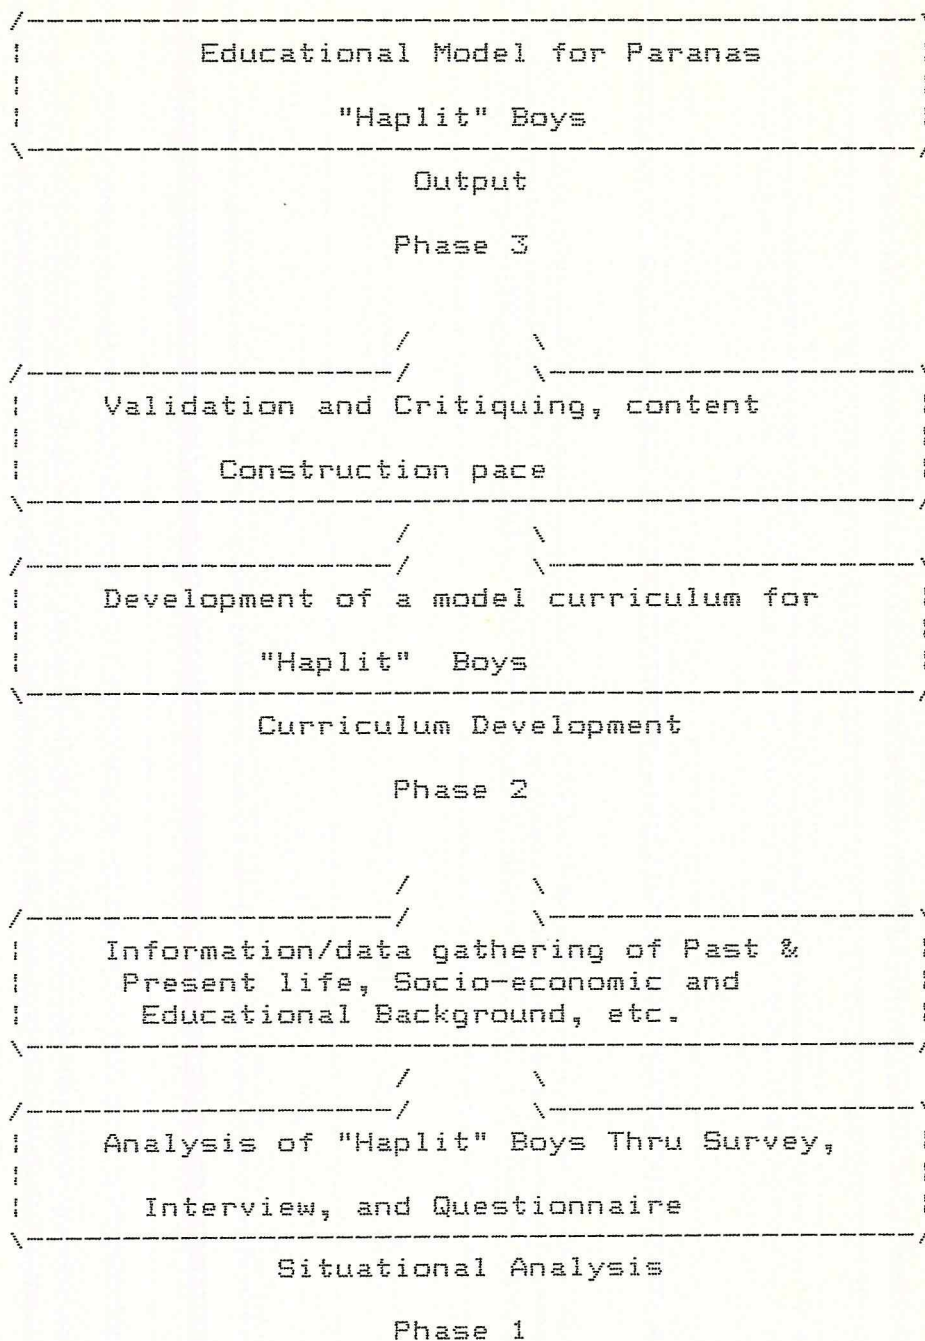 Educational Model for Paranas
"Haplit" Boys
Output
Phase 3
Validation and Critiquing, content
Construction pace
Development of a model curriculum for
"Haplit" Boys
Curriculum Development
Phase 2
Information/data gathering of Past &
Present life, Socio-economic and
Educational Background, etc.
Analysis of "Haplit" Boys Thru Survey,
Interview, and Questionnaire
Situational Analysis
Phase 1